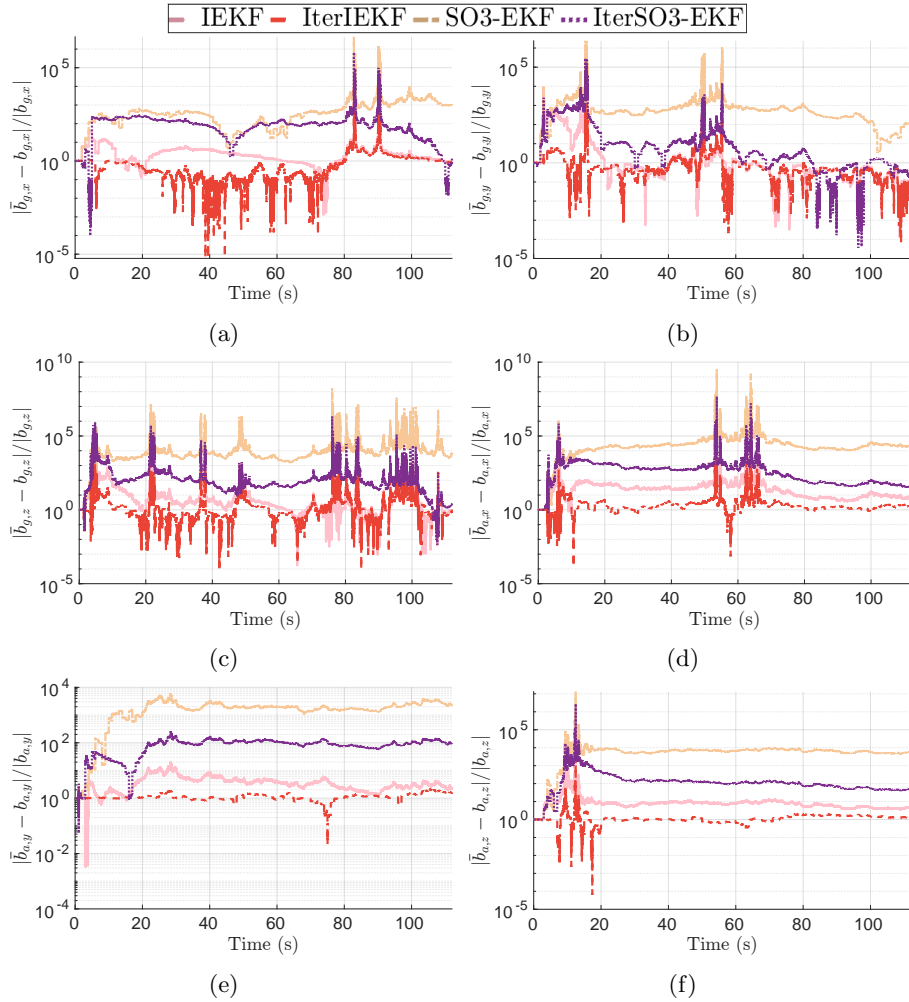 IEKF IterIEKF SO3-EKF IterSO3-EKF
|b̄_{g,x} − b_{g,x}|/|b_{g,x}|
10^5
10^0
10^{-5}
0 20 40 60 80 100
Time (s)
(a)
|b̄_{g,y} − b_{g,y}|/|b_{g,y}|
10^5
10^0
10^{-5}
0 20 40 60 80 100
Time (s)
(b)
|b̄_{g,z} − b_{g,z}|/|b_{g,z}|
10^{10}
10^5
10^0
10^{-5}
0 20 40 60 80 100
Time (s)
(c)
|b̄_{a,x} − b_{a,x}|/|b_{a,x}|
10^{10}
10^5
10^0
10^{-5}
0 20 40 60 80 100
Time (s)
(d)
|b̄_{a,y} − b_{a,y}|/|b_{a,y}|
10^4
10^2
10^0
10^{-2}
10^{-4}
0 20 40 60 80 100
Time (s)
(e)
|b̄_{a,z} − b_{a,z}|/|b_{a,z}|
10^5
10^0
10^{-5}
0 20 40 60 80 100
Time (s)
(f)